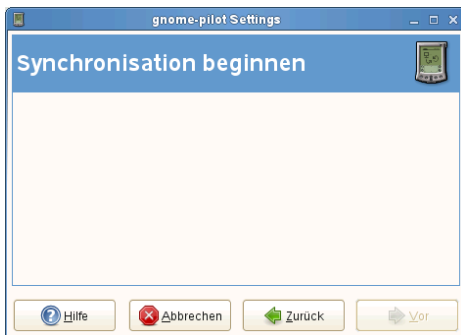 gnome-pilot Settings
Synchronisation beginnen
Hilfe
Abbrechen
Zurück
Vor